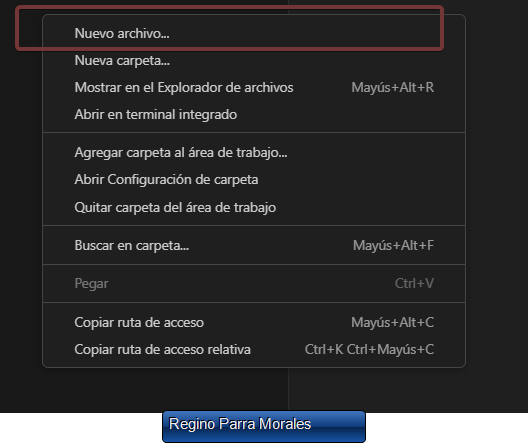 Nuevo archivo...
Nueva carpeta...
Mostrar en el Explorador de archivos Mayús+Alt+R
Abrir en terminal integrado
Agregar carpeta al área de trabajo...
Abrir Configuración de carpeta
Quitar carpeta del área de trabajo
Buscar en carpeta... Mayús+Alt+F
Pegar Ctrl+V
Copiar ruta de acceso Mayús+Alt+C
Copiar ruta de acceso relativa Ctrl+K Ctrl+Mayús+C
Regino Parra Morales